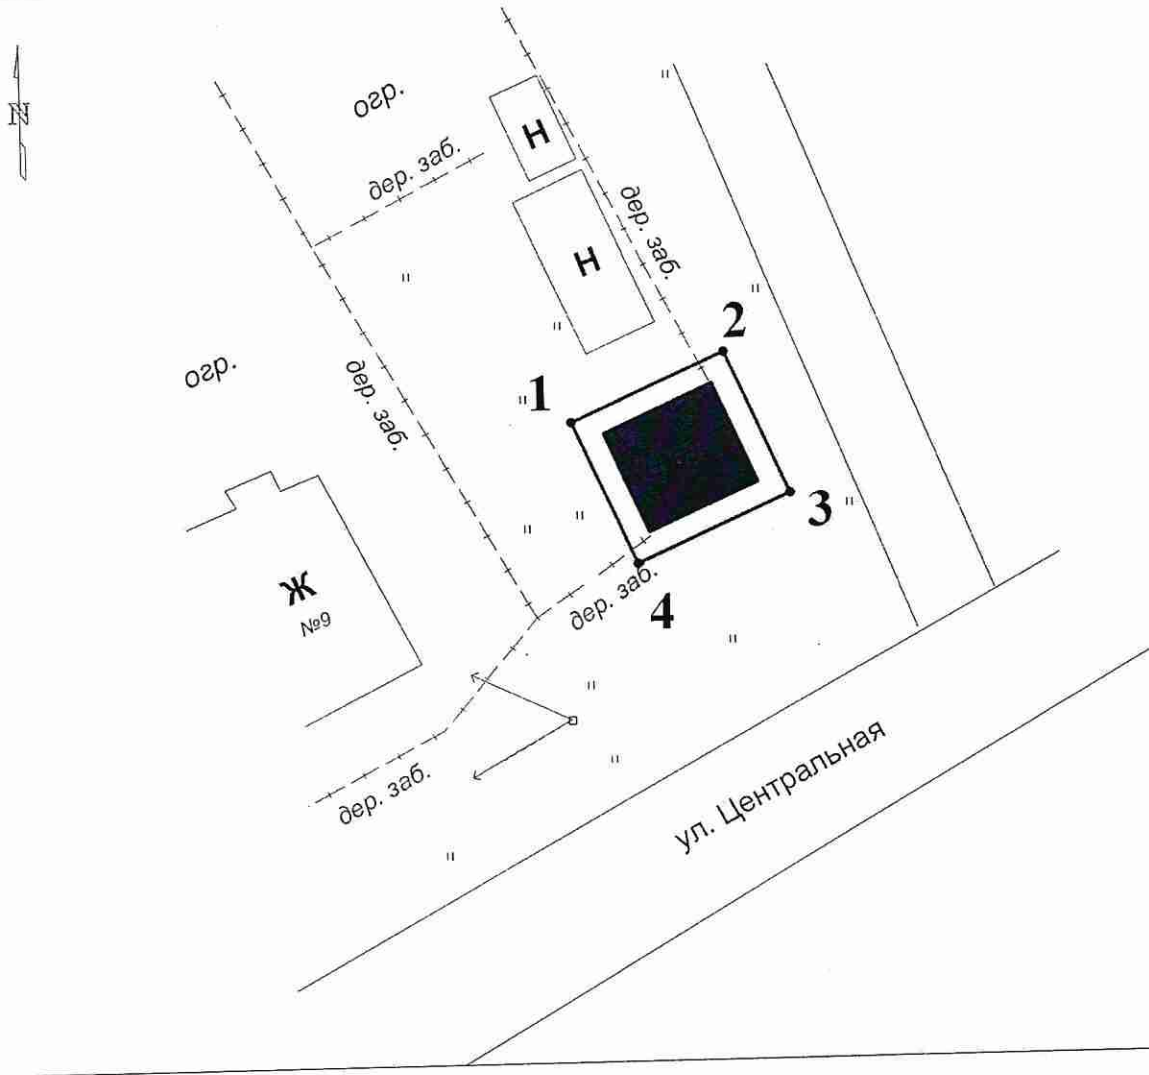 огр.
N
Н
дер. заб.
дер. заб.
Н
2
огр.
дер. заб.
1
3
Ж
№9
дер. заб.
4
ул. Центральная
дер. заб.